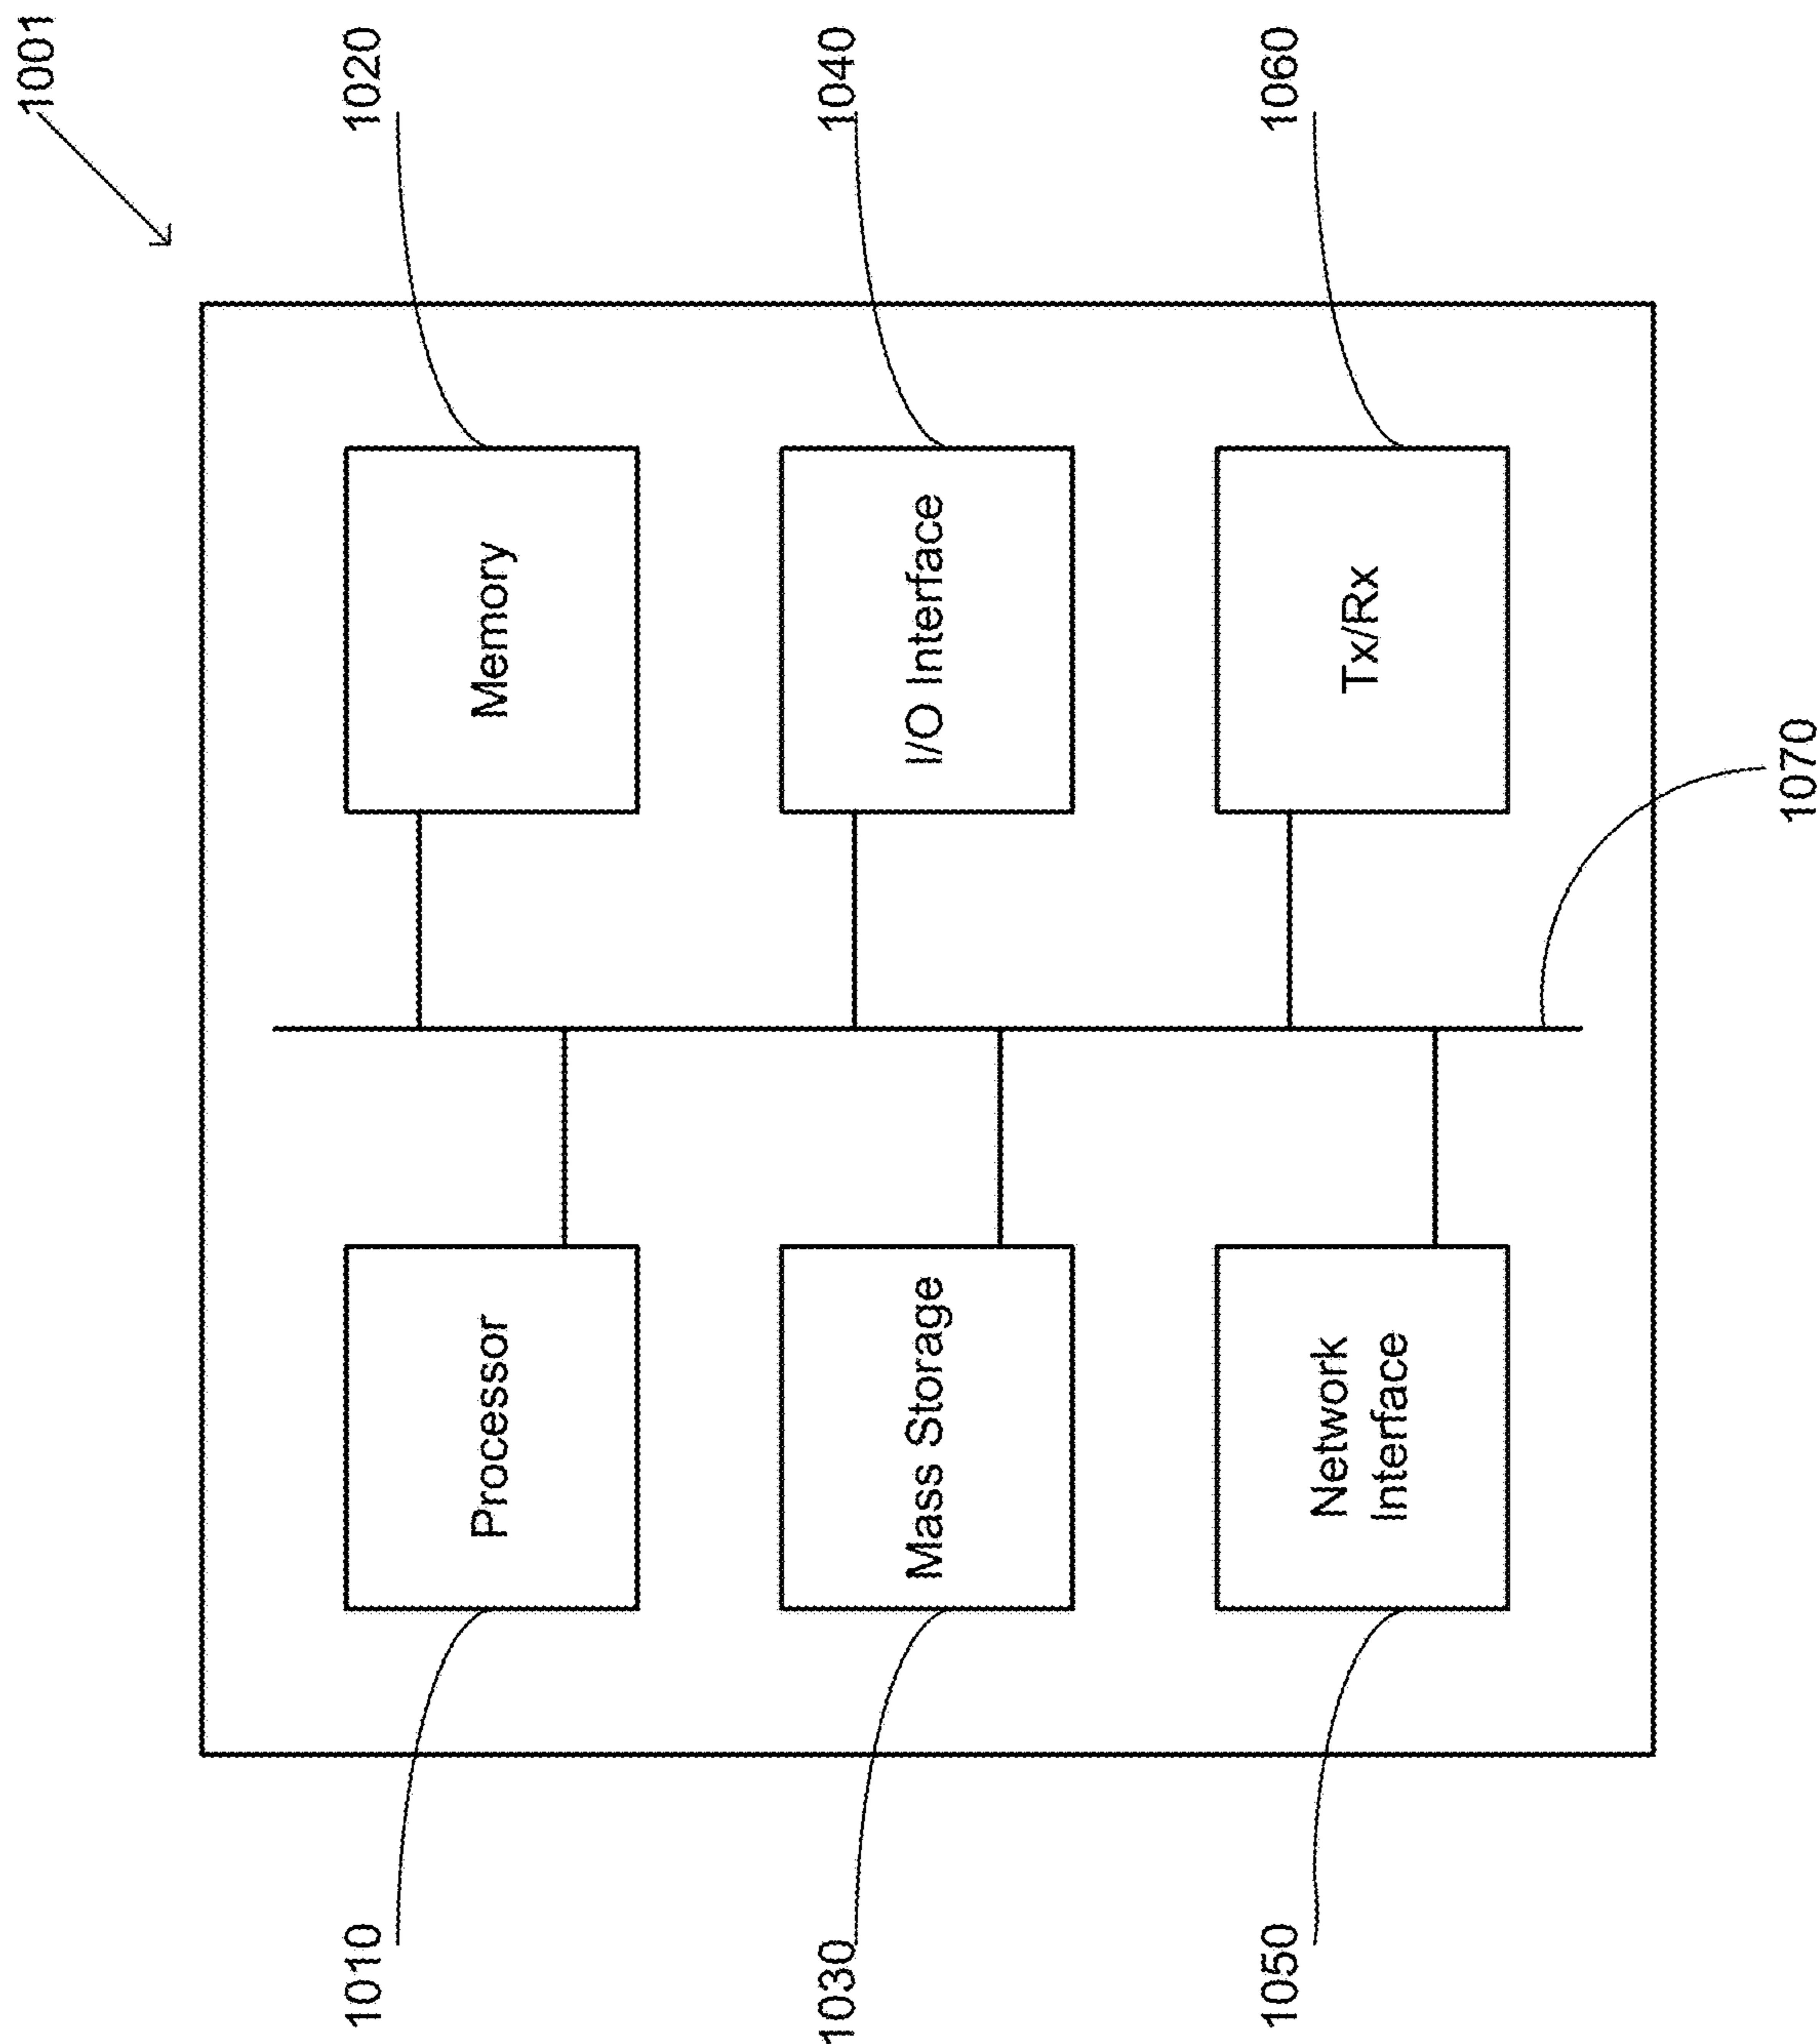 1001
1010
Processor
Memory
1020
1030
Mass Storage
I/O Interface
1040
1050
Network
Interface
Tx/Rx
1060
1070